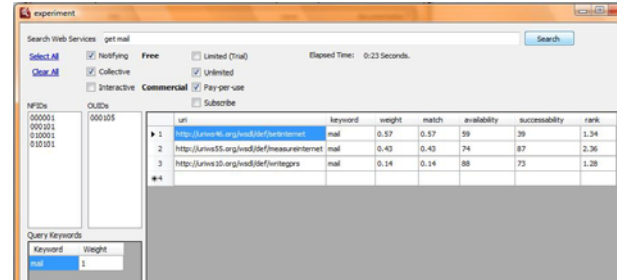 experiment
Search Web Services get mail Search
Select All Notifying Free Limited (Trial) Elapsed Time: 0:23 Seconds.
Clear All Collective Unlimited
Interactive Commercial Pay-per-use
Subscribe
NFIDs OUIDs
000001 000105
000101
010001
010101
uri keyword weight match availability successability rank
1 http://uriws46.org/wsdl/def/setinternet mail 0.57 0.57 59 39 1.34
2 http://uriws55.org/wsdl/def/measureinternet mail 0.43 0.43 74 87 2.36
3 http://uriws10.org/wsdl/def/writegprs mail 0.14 0.14 88 73 1.28
4
Query Keywords
Keyword Weight
mail 1